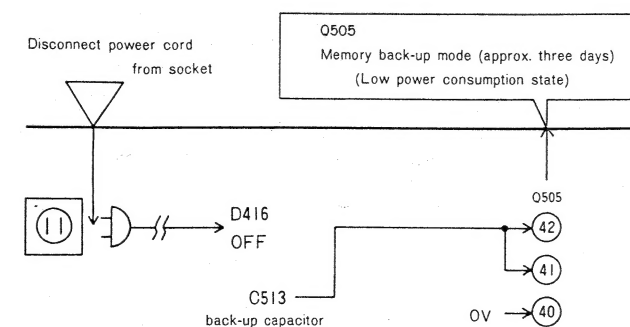 Disconnect poweer cord
from socket
Q505
Memory back-up mode (approx. three days)
(Low power consumption state)
D416
OFF
Q505
42
41
C513
back-up capacitor
0V
40